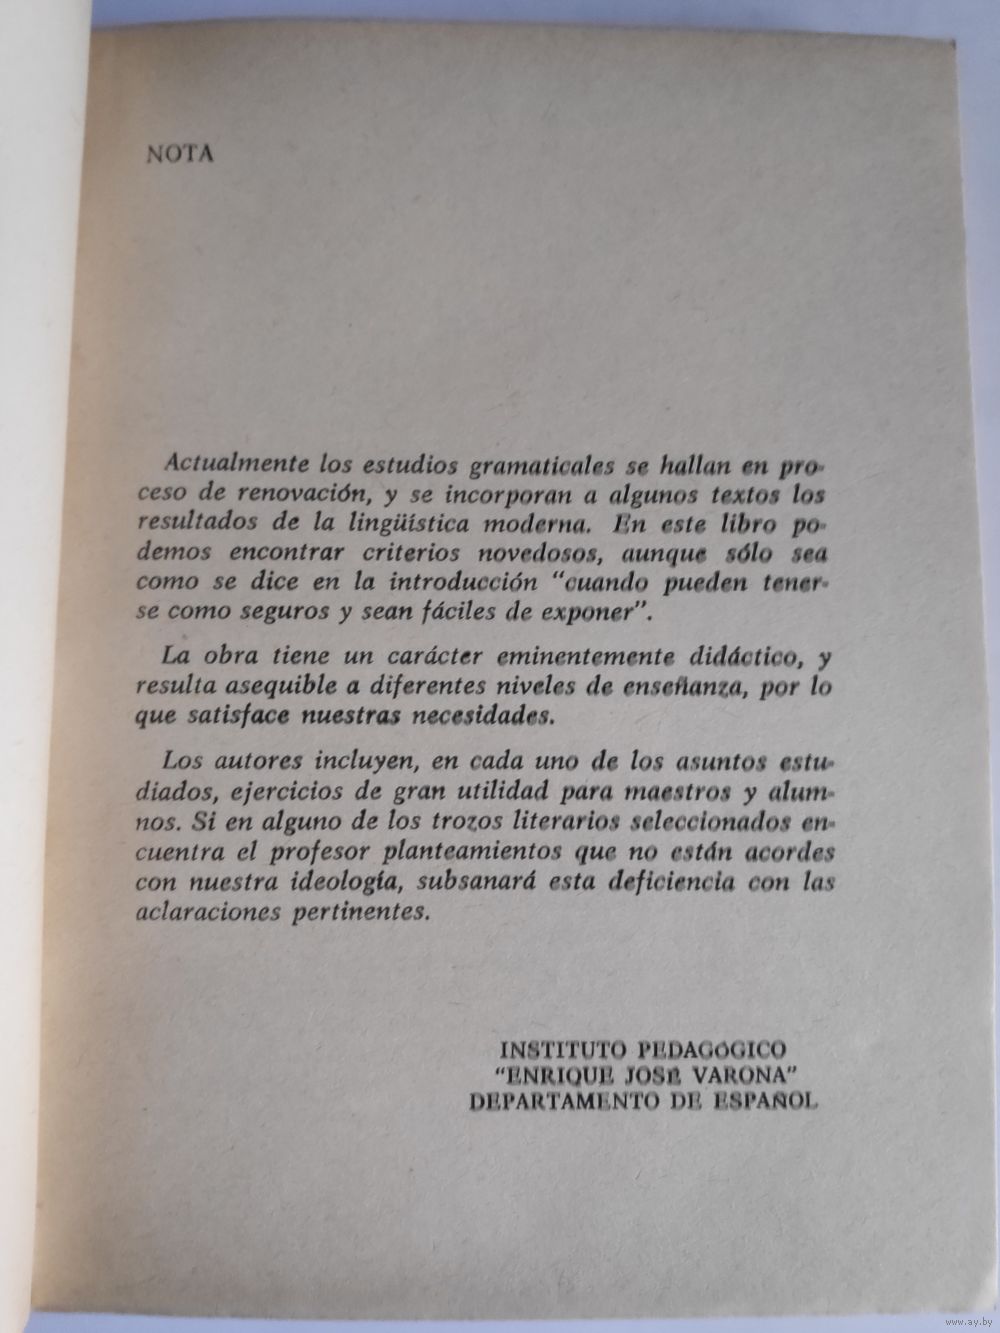 NOTA
Actualmente los estudios gramaticales se hallan en pro-
ceso de renovación, y se incorporan a algunos textos los
resultados de la lingüística moderna. En este libro po-
demos encontrar criterios novedosos, aunque sólo sea
como se dice en la introducción "cuando pueden tener-
se como seguros y sean fáciles de exponer".
La obra tiene un carácter eminentemente didáctico, y
resulta asequible a diferentes niveles de enseñanza, por lo
que satisface nuestras necesidades.
Los autores incluyen, en cada uno de los asuntos estu-
diados, ejercicios de gran utilidad para maestros y alum-
nos. Si en alguno de los trozos literarios seleccionados en-
cuentra el profesor planteamientos que no están acordes
con nuestra ideología, subsanará esta deficiencia con las
aclaraciones pertinentes.
INSTITUTO PEDAGÓGICO
"ENRIQUE JOSÉ VARONA"
DEPARTAMENTO DE ESPAÑOL
www.ay.by